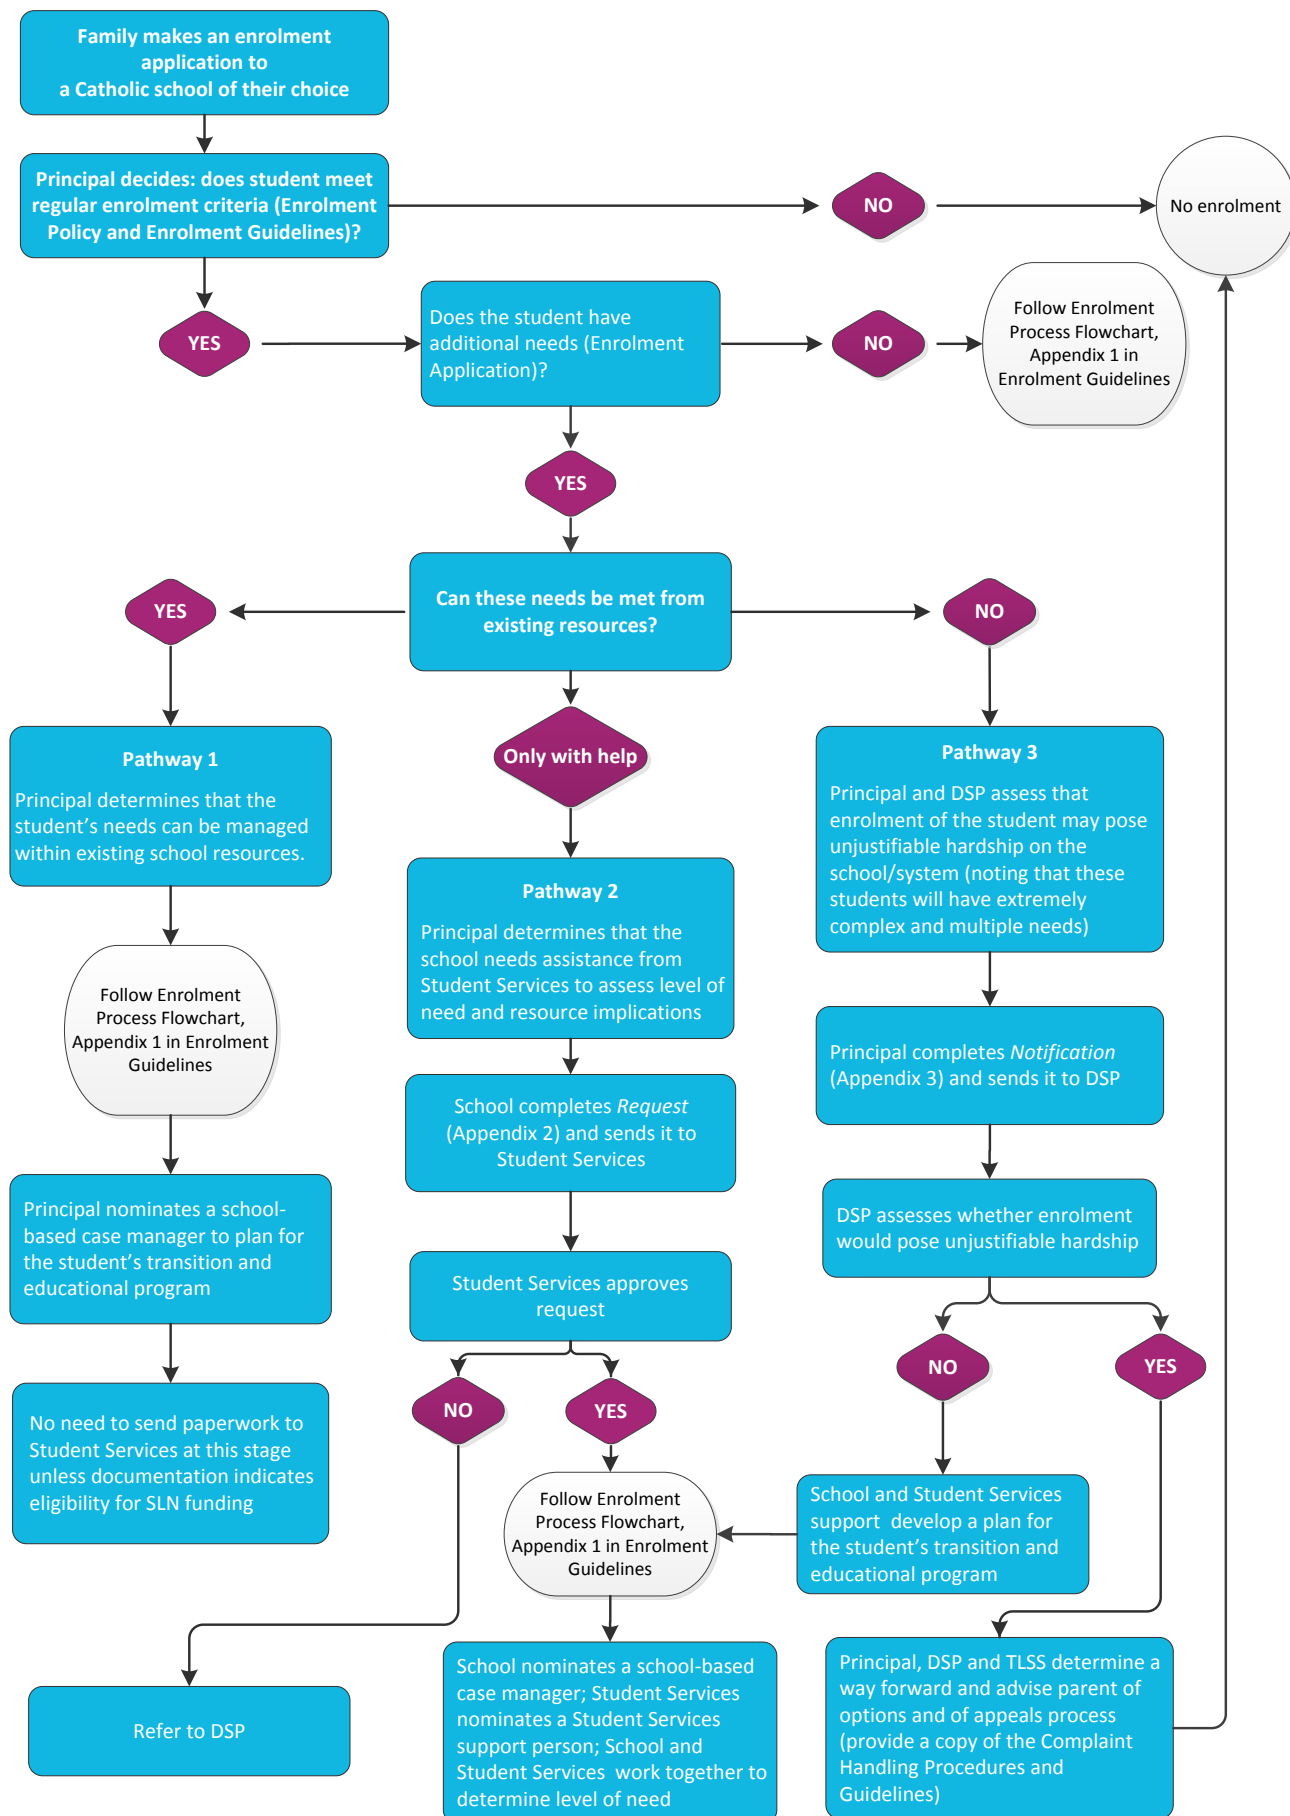 Family makes an enrolment
application to
a Catholic school of their choice
Principal decides: does student meet
regular enrolment criteria (Enrolment
Policy and Enrolment Guidelines)?
NO
No enrolment
YES
Does the student have
additional needs (Enrolment
Application)?
NO
Follow Enrolment
Process Flowchart,
Appendix 1 in
Enrolment Guidelines
YES
Can these needs be met from
existing resources?
YES
NO
Only with help
Pathway 1
Principal determines that the
student’s needs can be managed
within existing school resources.
Follow Enrolment
Process Flowchart,
Appendix 1 in Enrolment
Guidelines
Principal nominates a school-
based case manager to plan for
the student’s transition and
educational program
No need to send paperwork to
Student Services at this stage
unless documentation indicates
eligibility for SLN funding
Pathway 2
Principal determines that the
school needs assistance from
Student Services to assess level of
need and resource implications
School completes Request
(Appendix 2) and sends it to
Student Services
Student Services approves
request
NO
YES
Refer to DSP
Follow Enrolment
Process Flowchart,
Appendix 1 in Enrolment
Guidelines
School nominates a school-based
case manager; Student Services
nominates a Student Services
support person; School and
Student Services work together to
determine level of need
Pathway 3
Principal and DSP assess that
enrolment of the student may pose
unjustifiable hardship on the
school/system (noting that these
students will have extremely
complex and multiple needs)
Principal completes Notification
(Appendix 3) and sends it to DSP
DSP assesses whether enrolment
would pose unjustifiable hardship
NO
YES
School and Student Services
support develop a plan for
the student’s transition and
educational program
Principal, DSP and TLSS determine a
way forward and advise parent of
options and of appeals process
(provide a copy of the Complaint
Handling Procedures and
Guidelines)